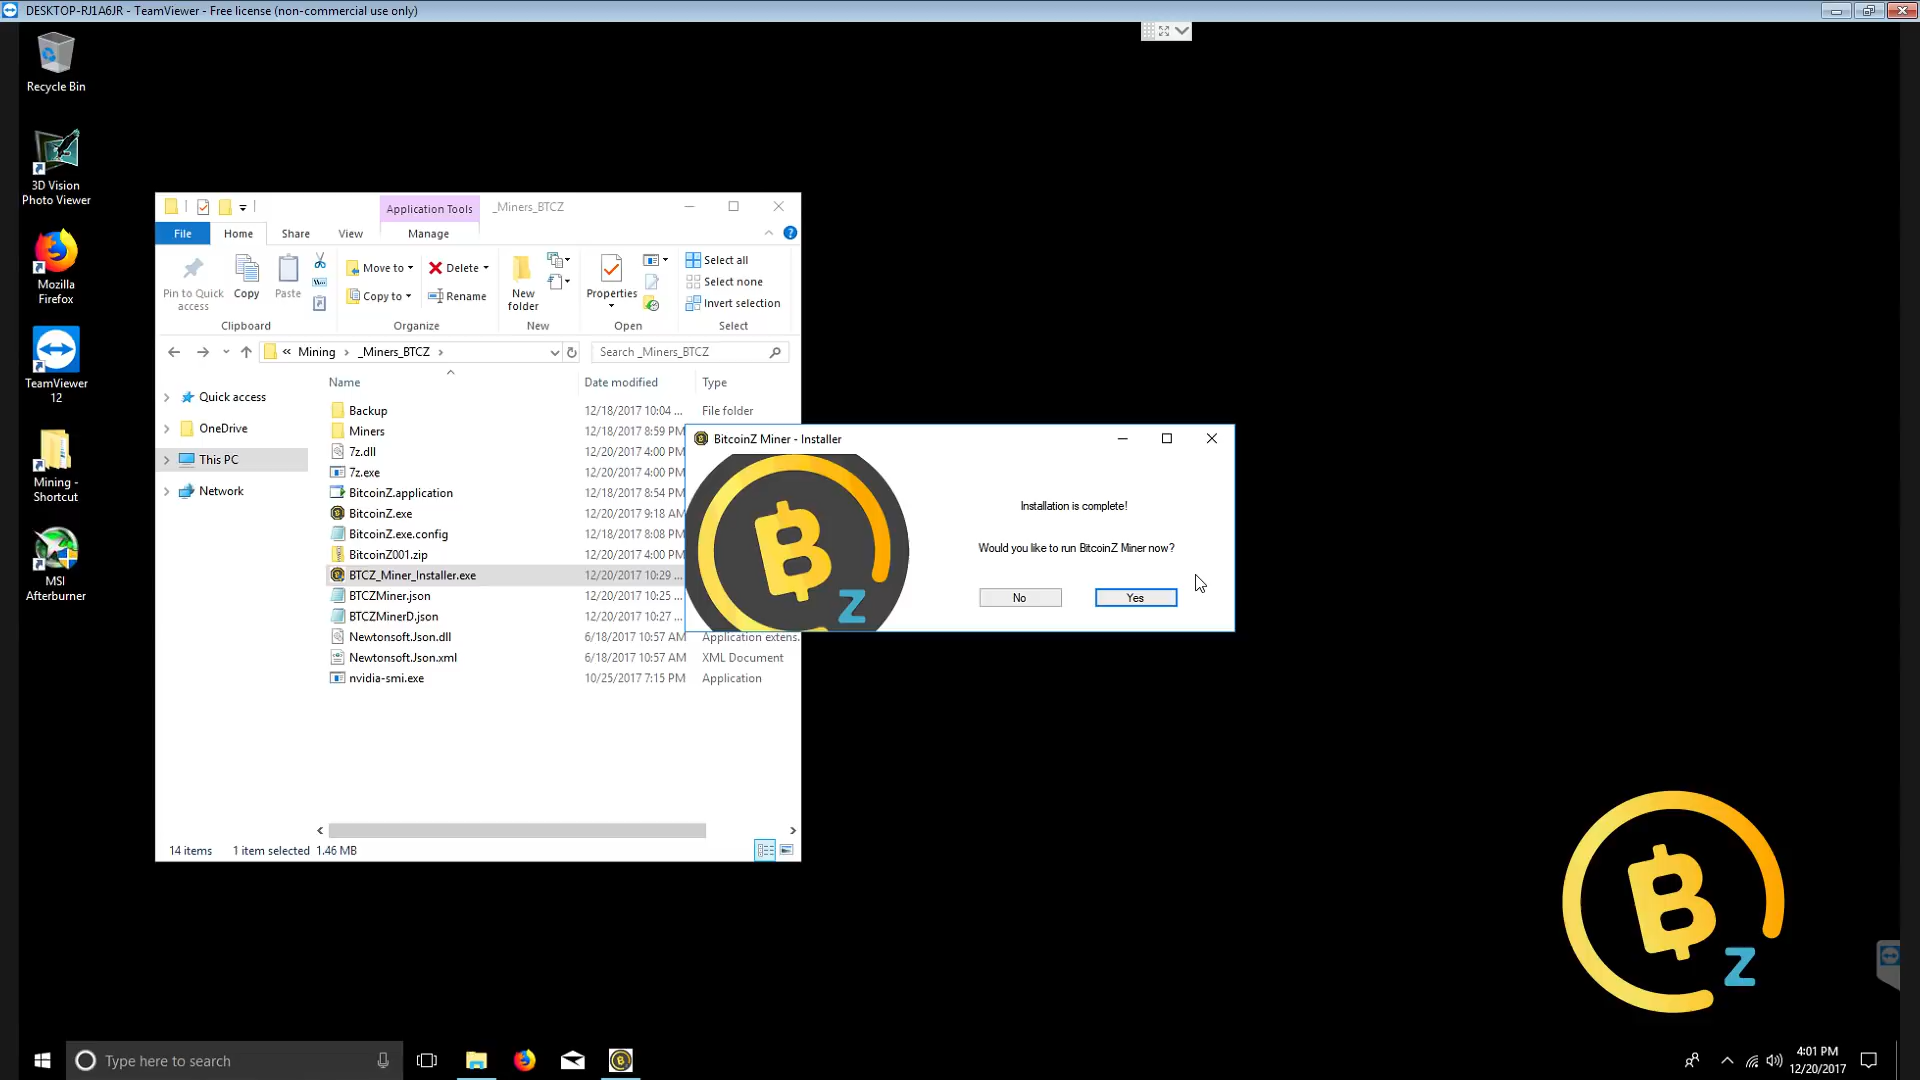 DESKTOP-RJ1A6JR - TeamViewer - Free license (non-commercial use only)
Recycle Bin
3D Vision
Photo Viewer
Mozilla
Firefox
TeamViewer
12
Mining -
Shortcut
MSI
Afterburner
Application Tools
_Miners_BTCZ
File
Home
Share
View
Manage
Pin to Quick
access
Copy
Paste
Move to
Copy to
Delete
Rename
New
folder
Properties
Select all
Select none
Invert selection
Clipboard
Organize
New
Open
Select
« Mining › _Miners_BTCZ ›
Search _Miners_BTCZ
Quick access
OneDrive
This PC
Network
Name Date modified Type
Backup 12/18/2017 10:04 ... File folder
Miners 12/18/2017 8:59 PM
7z.dll 12/20/2017 4:00 PM
7z.exe 12/20/2017 4:00 PM
BitcoinZ.application 12/18/2017 8:54 PM
BitcoinZ.exe 12/20/2017 9:18 AM
BitcoinZ.exe.config 12/18/2017 8:08 PM
BitcoinZ001.zip 12/20/2017 4:00 PM
BTCZ_Miner_Installer.exe 12/20/2017 10:29 ...
BTCZMiner.json 12/20/2017 10:25 ...
BTCZMinerD.json 12/20/2017 10:27 ...
Newtonsoft.Json.dll 6/18/2017 10:57 AM Application extens.
Newtonsoft.Json.xml 6/18/2017 10:57 AM XML Document
nvidia-smi.exe 10/25/2017 7:15 PM Application
14 items 1 item selected 1.46 MB
BitcoinZ Miner - Installer
Installation is complete!
Would you like to run BitcoinZ Miner now?
No
Yes
B
Z
B
Z
Type here to search
4:01 PM
12/20/2017